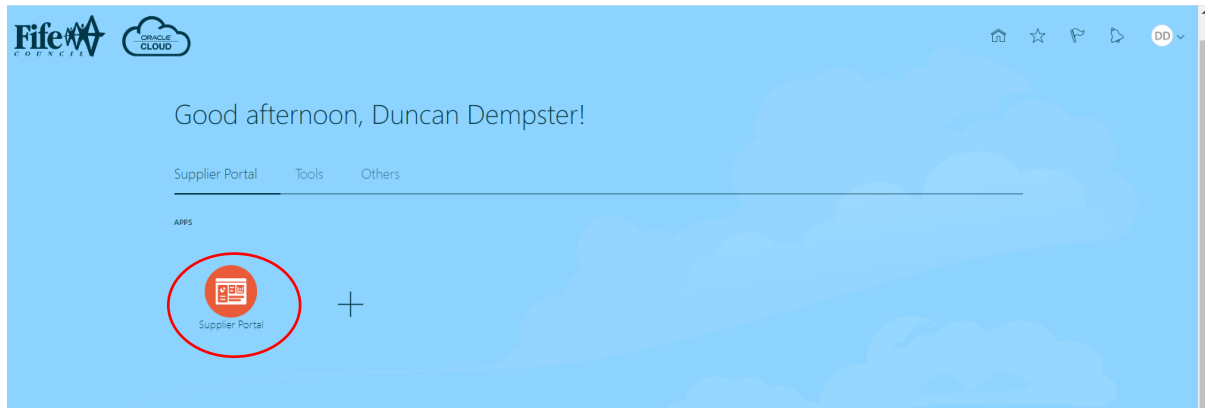 Fife
COUNCIL
ORACLE
CLOUD
DD
Good afternoon, Duncan Dempster!
Supplier Portal Tools Others
APPS
Supplier Portal